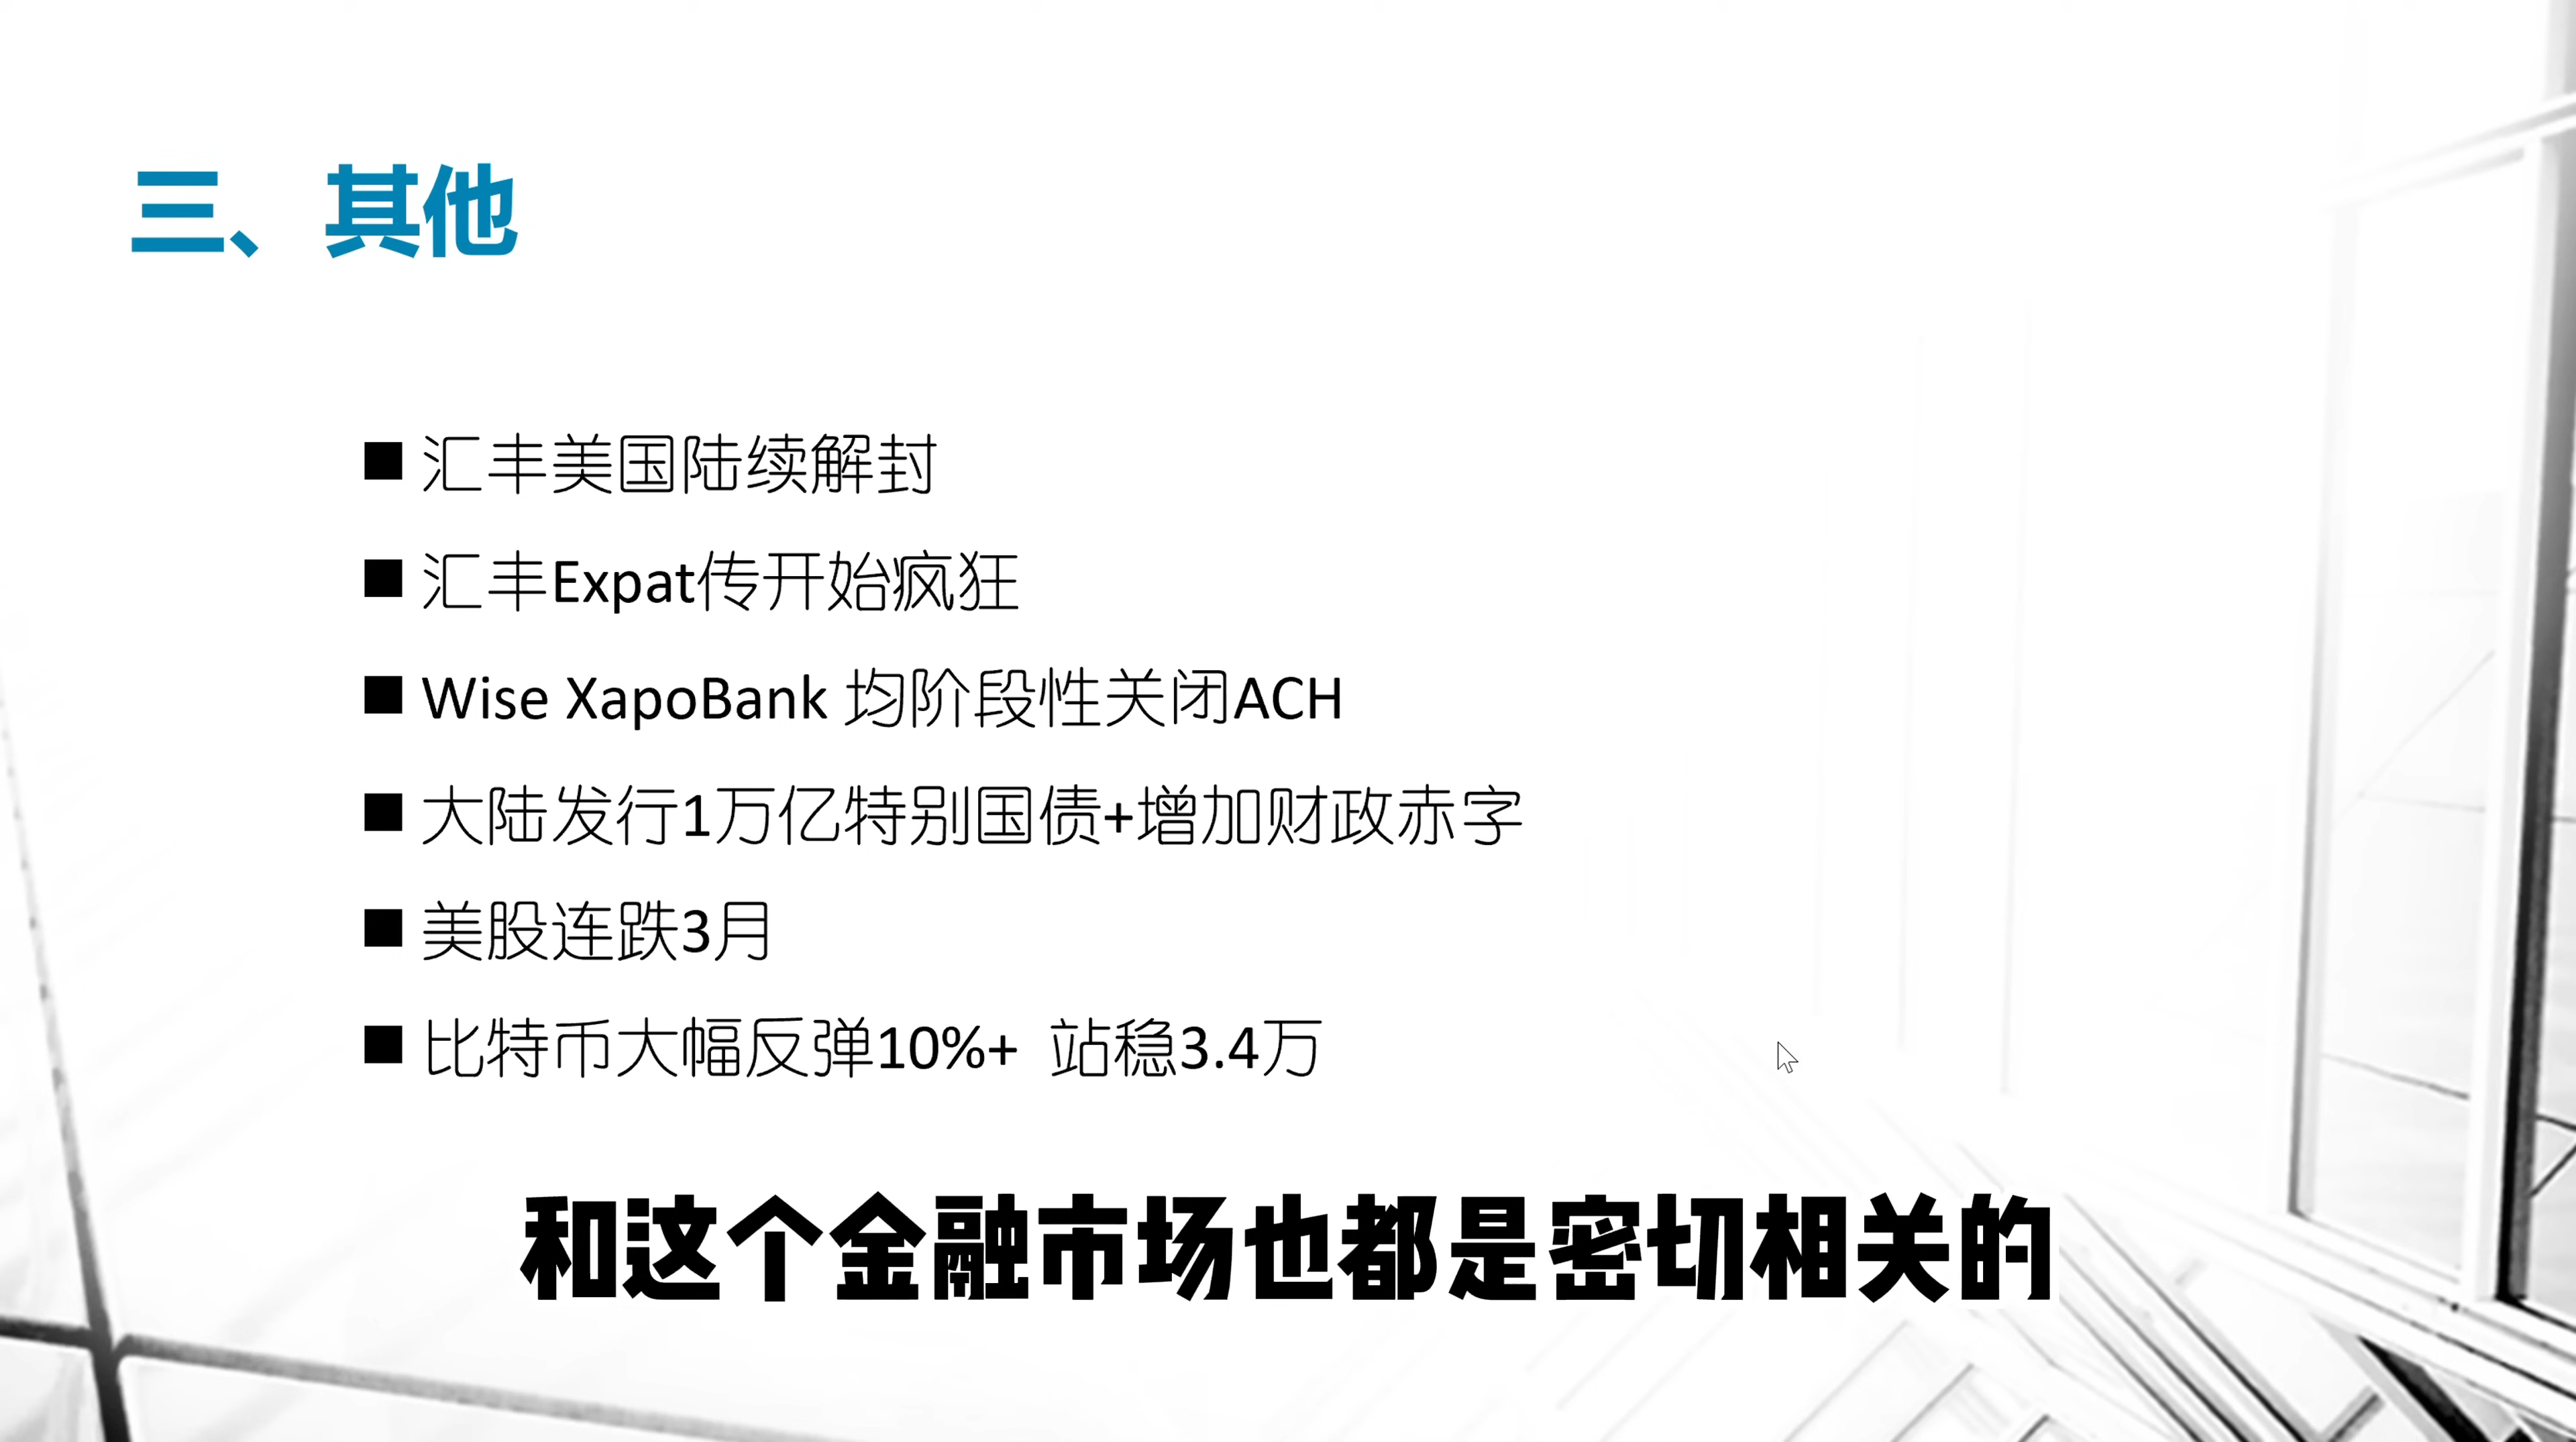 三、其他
■ 汇丰美国陆续解封
■ 汇丰Expat传开始疯狂
■ Wise XapoBank 均阶段性关闭ACH
■ 大陆发行1万亿特别国债+增加财政赤字
■ 美股连跌3月
■ 比特币大幅反弹10%+ 站稳3.4万
和这个金融市场也都是密切相关的